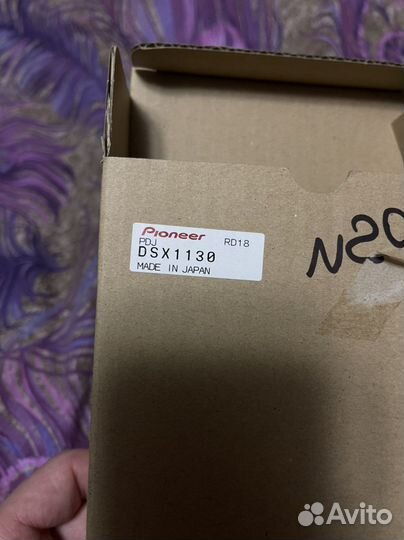 Pioneer
PDJ RD18
DSX1130
MADE IN JAPAN
Avito